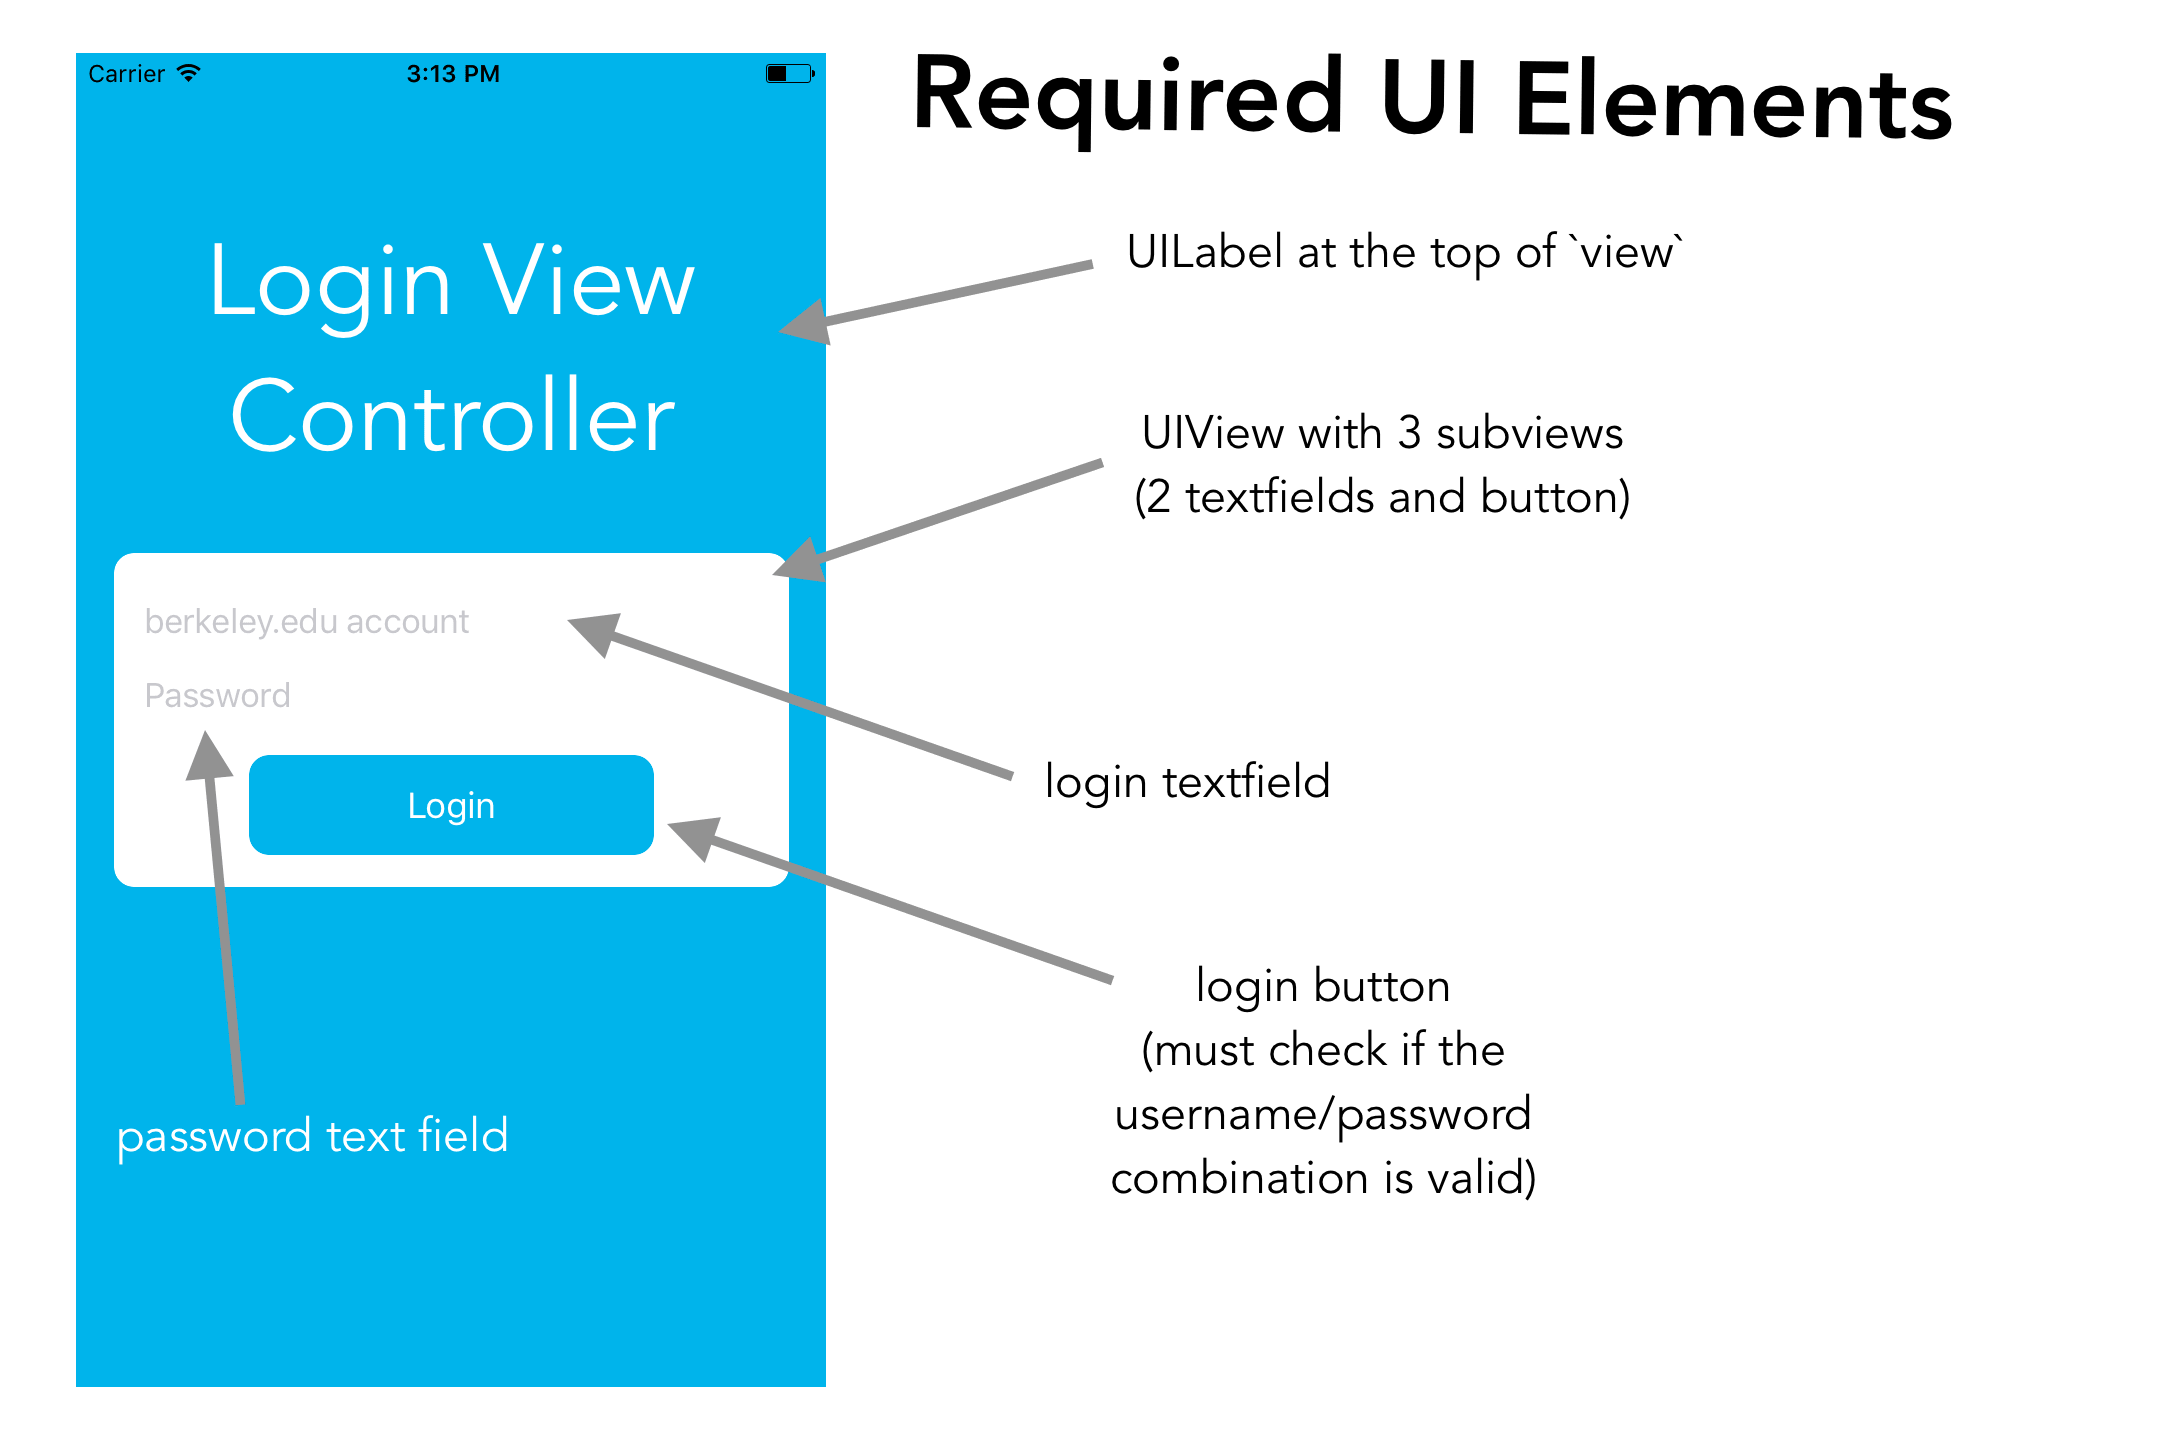 Carrier 3:13 PM
Required UI Elements
Login View
Controller
UILabel at the top of `view`
UIView with 3 subviews
(2 textfields and button)
berkeley.edu account
Password
Login
login textfield
login button
(must check if the
username/password
combination is valid)
password text field